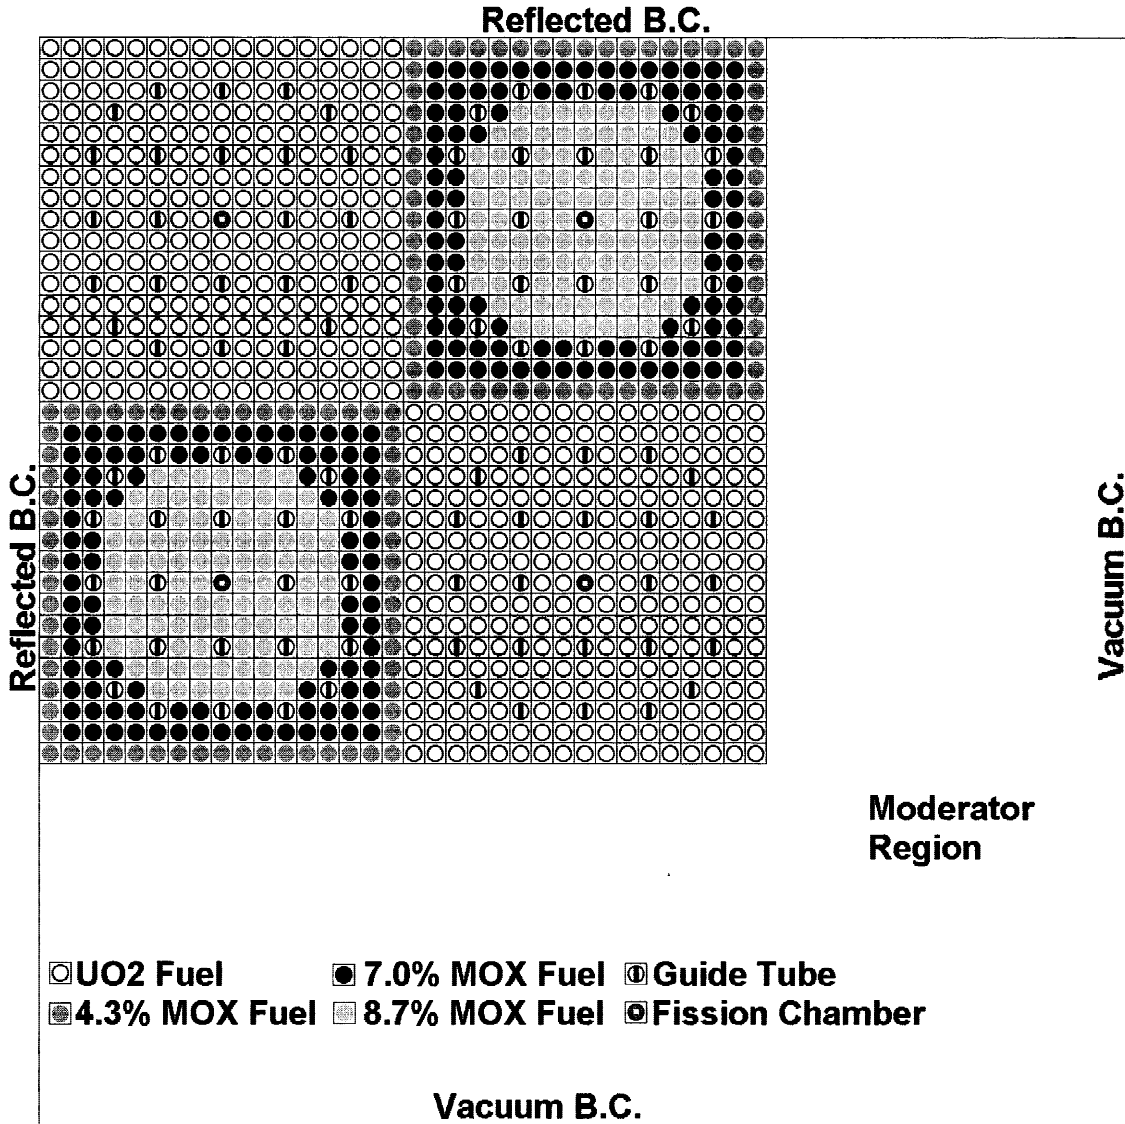 Reflected B.C.
Reflected B.C.
Vacuum B.C.
Moderator
Region
UO2 Fuel 7.0% MOX Fuel Guide Tube
4.3% MOX Fuel 8.7% MOX Fuel Fission Chamber
Vacuum B.C.